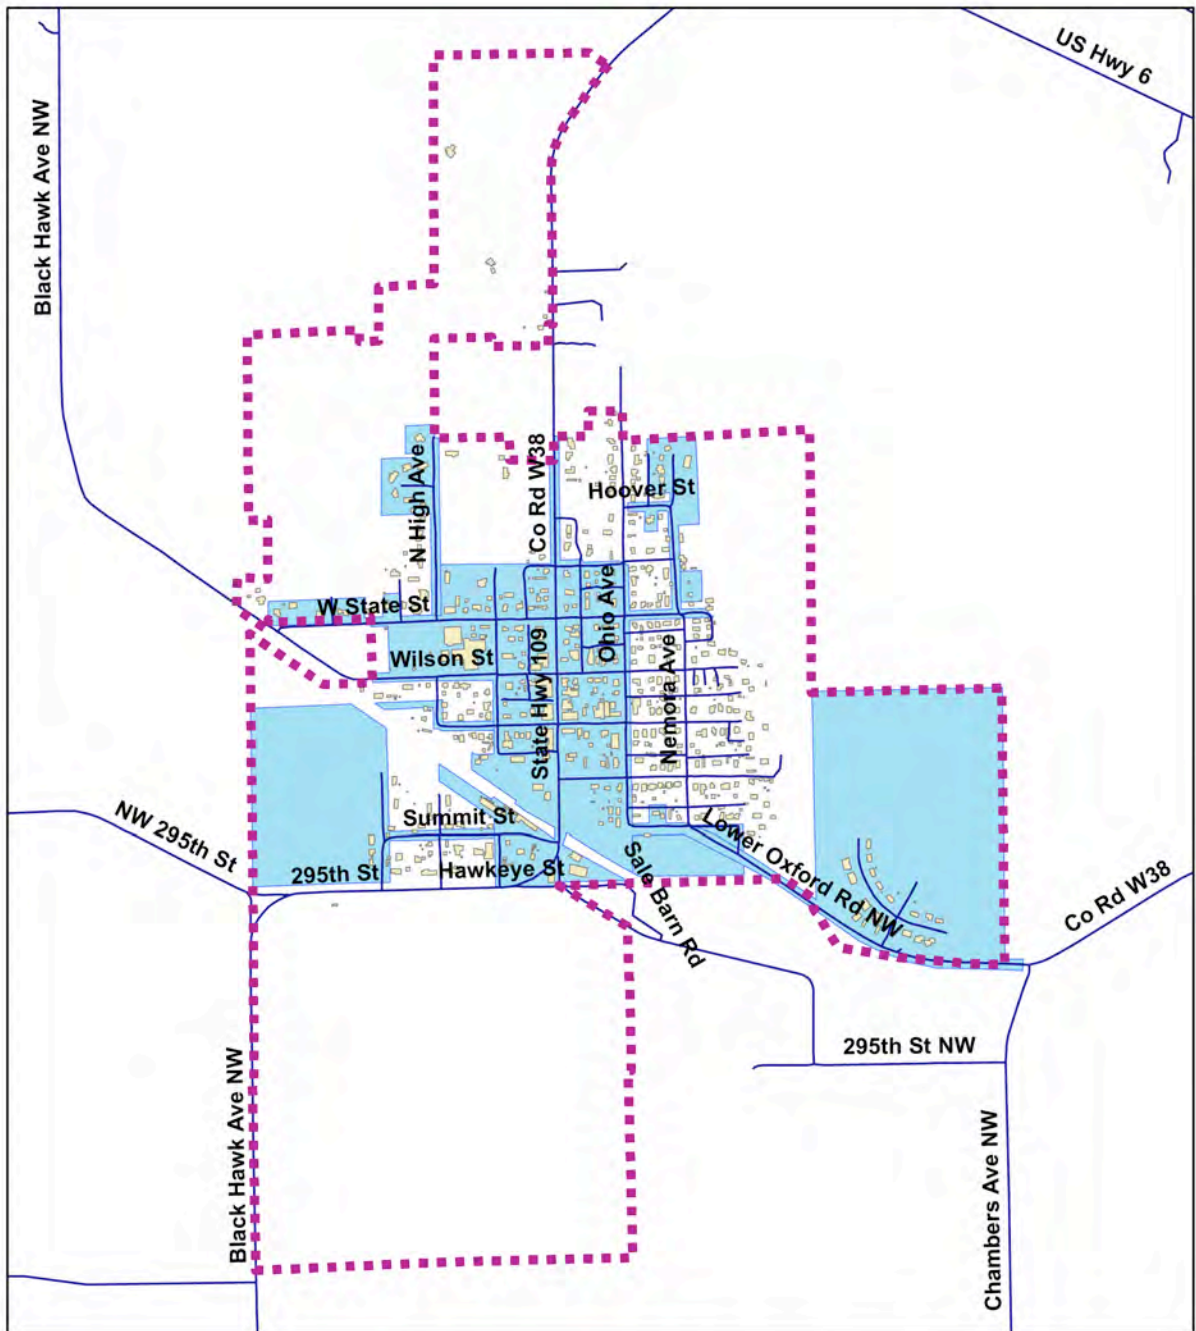 US Hwy 6
Black Hawk Ave NW
N High Ave
Co Rd W38
Hoover St
W State St
Ohio Ave
Wilson St
State Hwy 109
Nemora Ave
Summit St
NW 295th St
295th St
Hawkeye St
Sale Barn Rd
Lower Oxford Rd NW
Co Rd W38
295th St NW
Black Hawk Ave NW
Chambers Ave NW